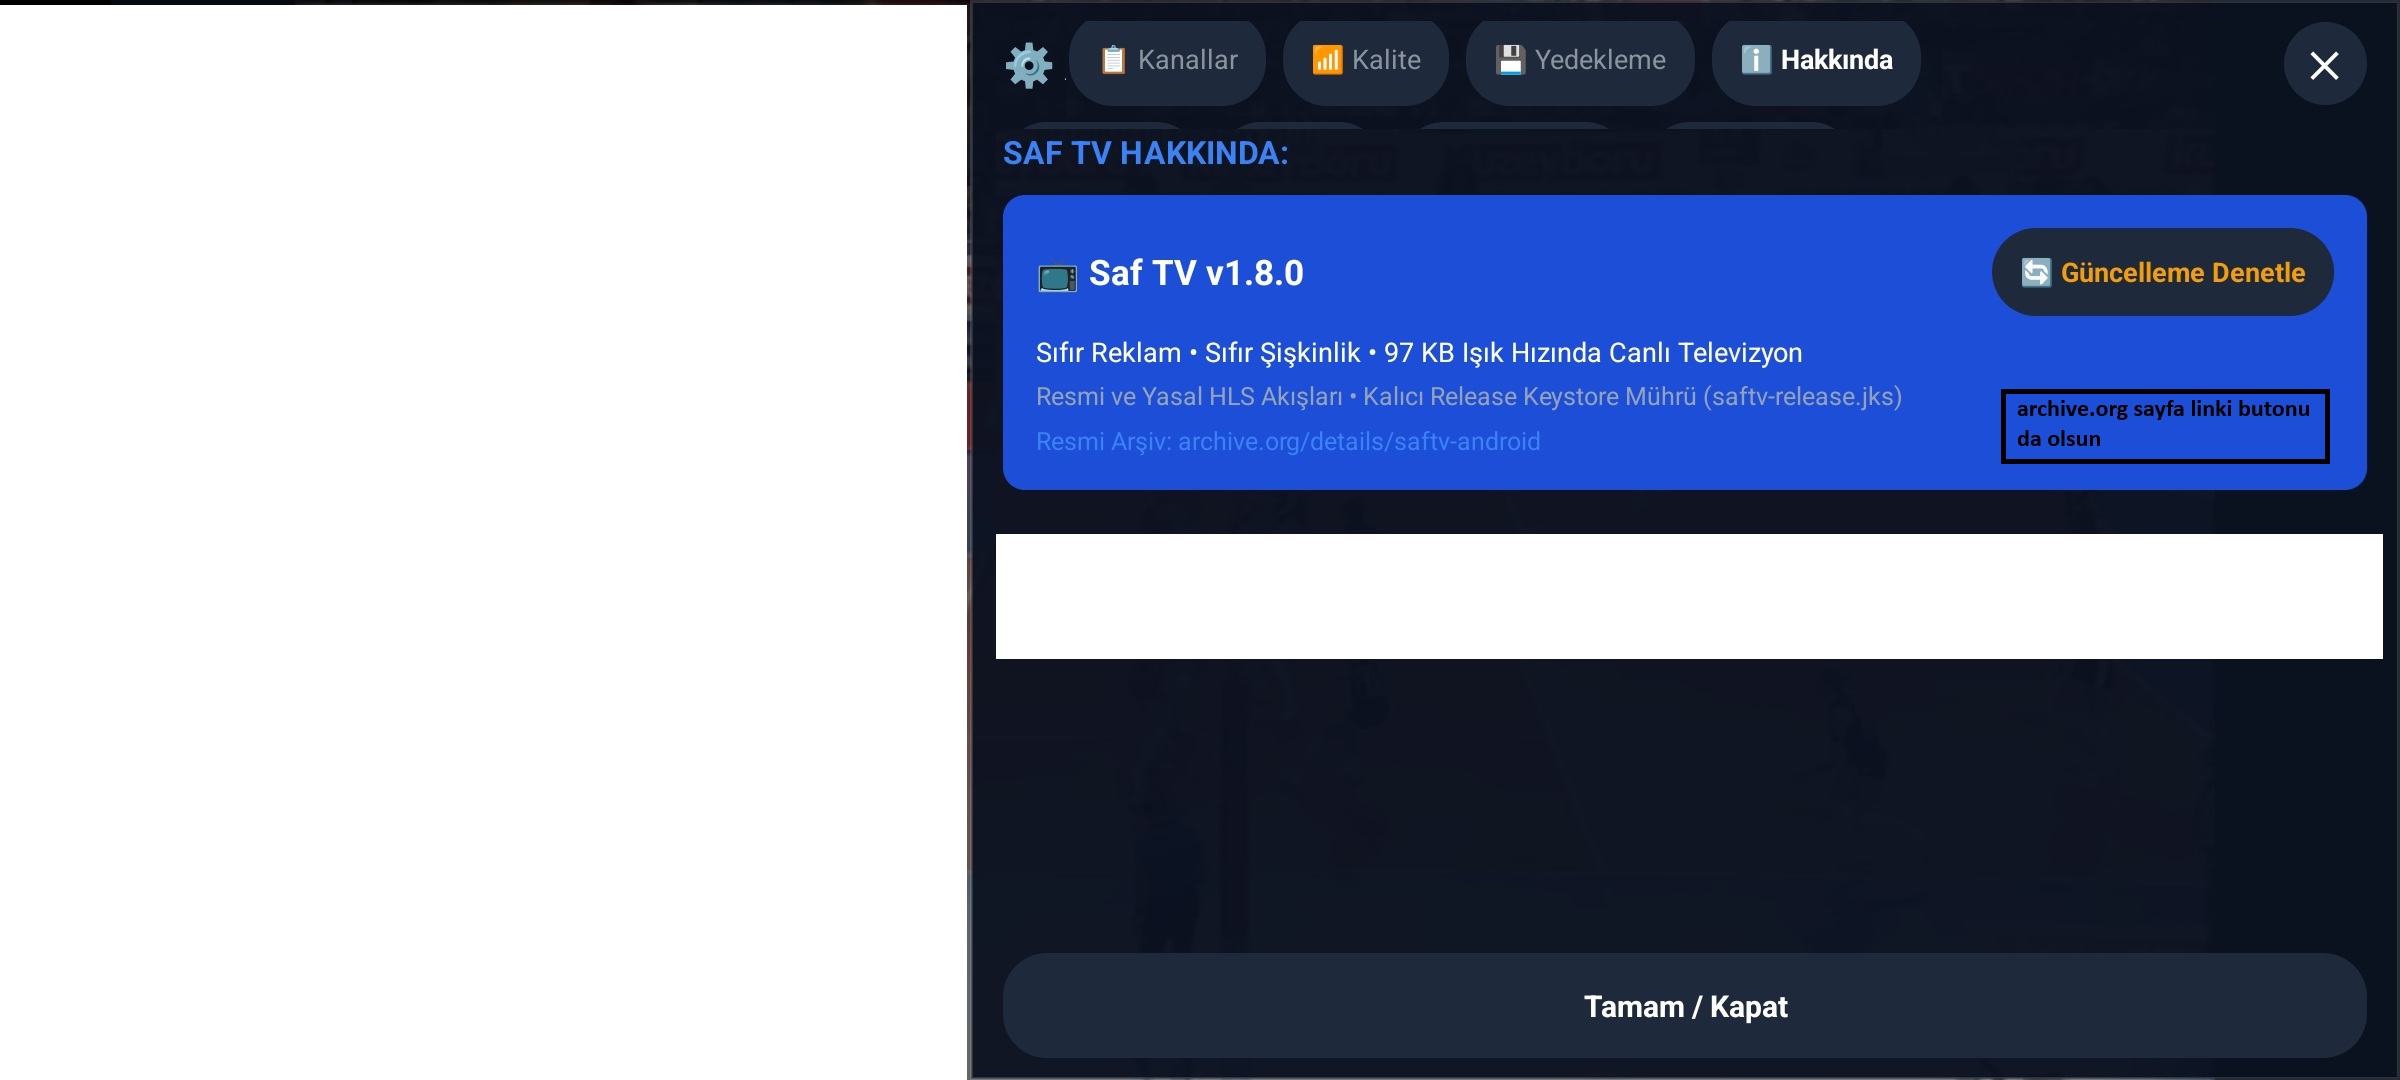 Kanallar
Kalite
Yedekleme
Hakkında
SAF TV HAKKINDA:
Saf TV v1.8.0
Güncelleme Denetle
Sıfır Reklam • Sıfır Şişkinlik • 97 KB Işık Hızında Canlı Televizyon
Resmi ve Yasal HLS Akışları • Kalıcı Release Keystore Mührü (saftv-release.jks)
archive.org sayfa linki butonu
da olsun
Resmi Arşiv: archive.org/details/saftv-android
Tamam / Kapat